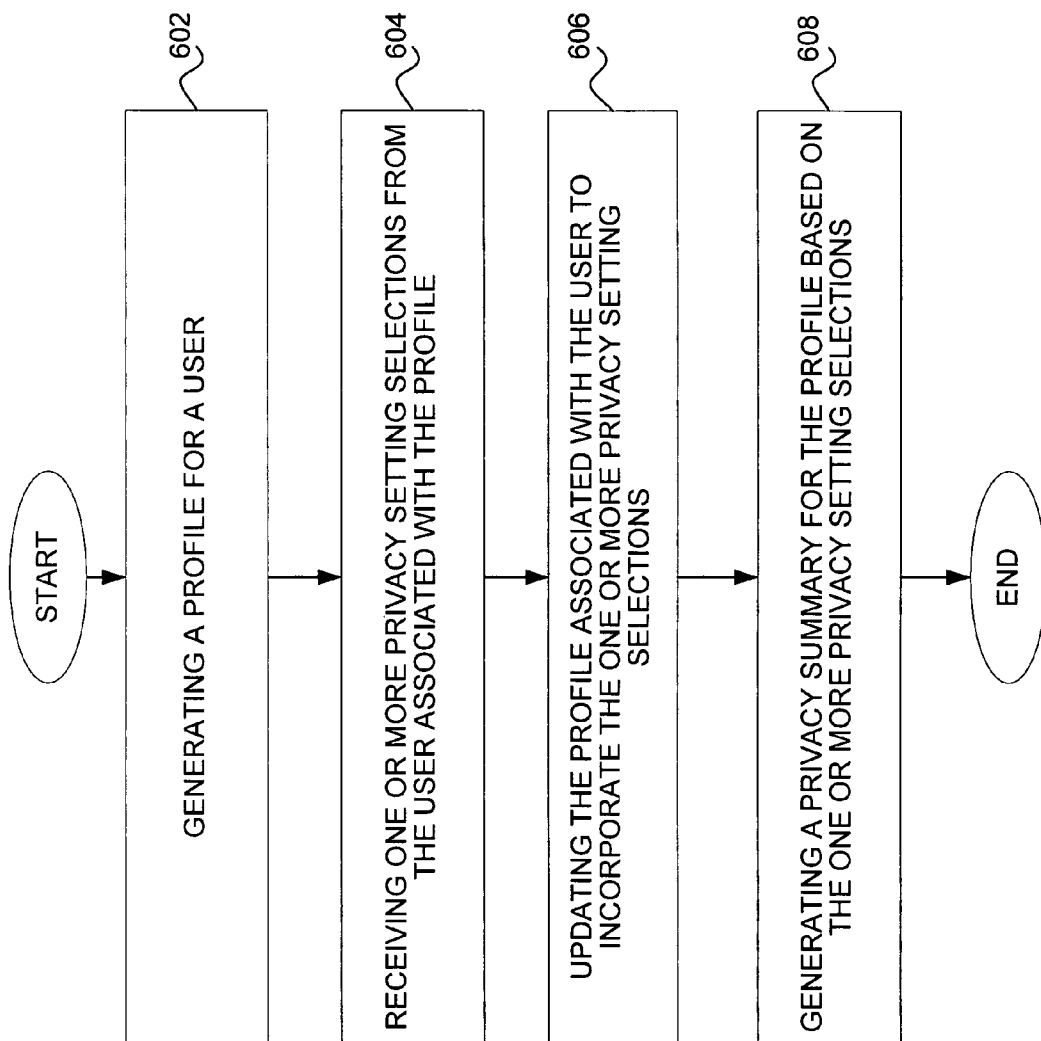 START
602
GENERATING A PROFILE FOR A USER
604
RECEIVING ONE OR MORE PRIVACY SETTING SELECTIONS FROM
THE USER ASSOCIATED WITH THE PROFILE
606
UPDATING THE PROFILE ASSOCIATED WITH THE USER TO
INCORPORATE THE ONE OR MORE PRIVACY SETTING
SELECTIONS
608
GENERATING A PRIVACY SUMMARY FOR THE PROFILE BASED ON
THE ONE OR MORE PRIVACY SETTING SELECTIONS
END